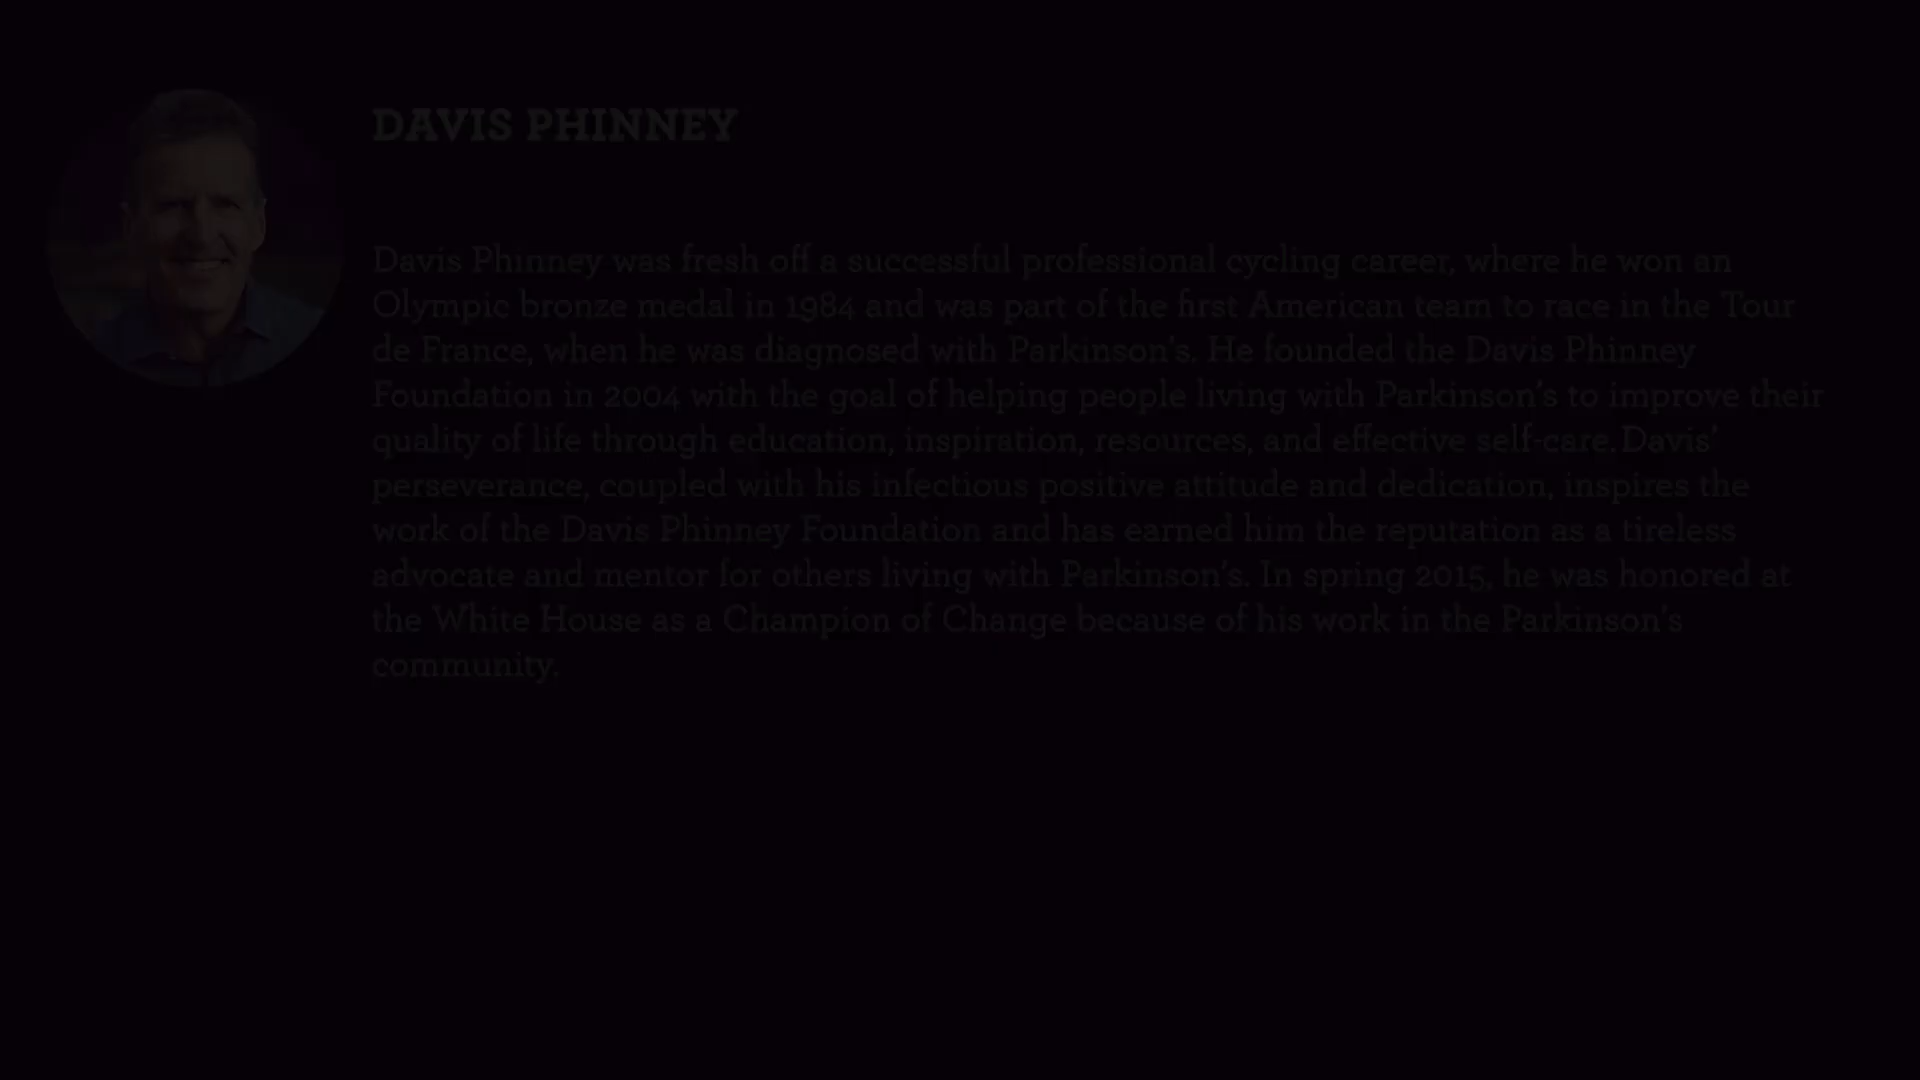 DAVIS PHINNEY
Davis Phinney was fresh off a successful professional cycling career, where he won an
Olympic bronze medal in 1984 and was part of the first American team to race in the Tour
de France, when he was diagnosed with Parkinson's. He founded the Davis Phinney
Foundation in 2004 with the goal of helping people living with Parkinson's to improve their
quality of life through education, inspiration, resources, and effective self-care. Davis'
perseverance, coupled with his infectious positive attitude and dedication, inspires the
work of the Davis Phinney Foundation and has earned him the reputation as a tireless
advocate and mentor for others living with Parkinson's. In spring 2015, he was honored at
the White House as a Champion of Change because of his work in the Parkinson's
community.